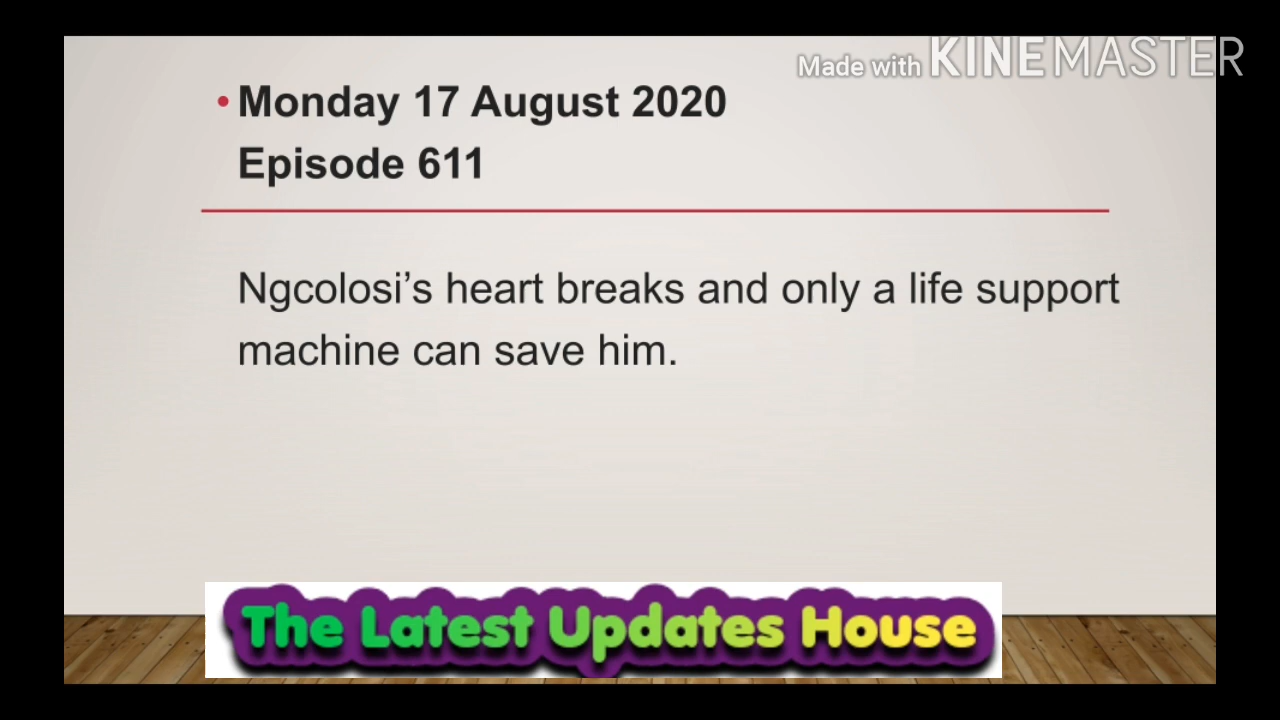 Made with KINEMASTER
• Monday 17 August 2020
Episode 611
Ngcolosi’s heart breaks and only a life support
machine can save him.
The Latest Updates House